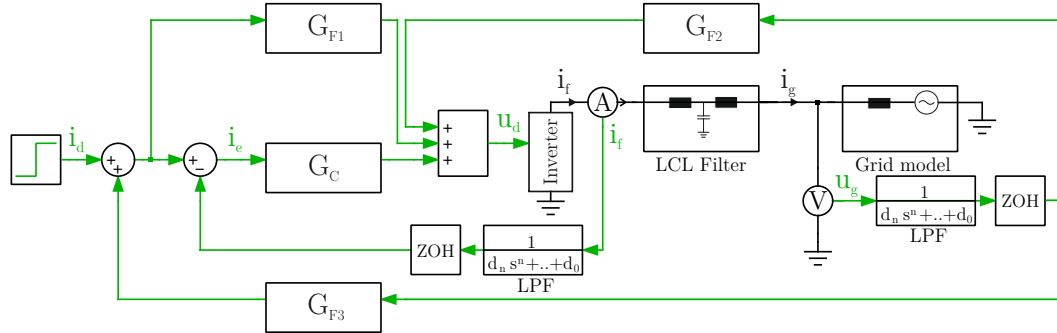 G_F1
G_F2
i_d
+
+
+
−
i_e
G_C
+
+
+
u_d
Inverter
i_f
A
i_f
LCL Filter
i_g
Grid model
V
u_g
1
d_n s^n+..+d_0
LPF
ZOH
ZOH
1
d_n s^n+..+d_0
LPF
G_F3